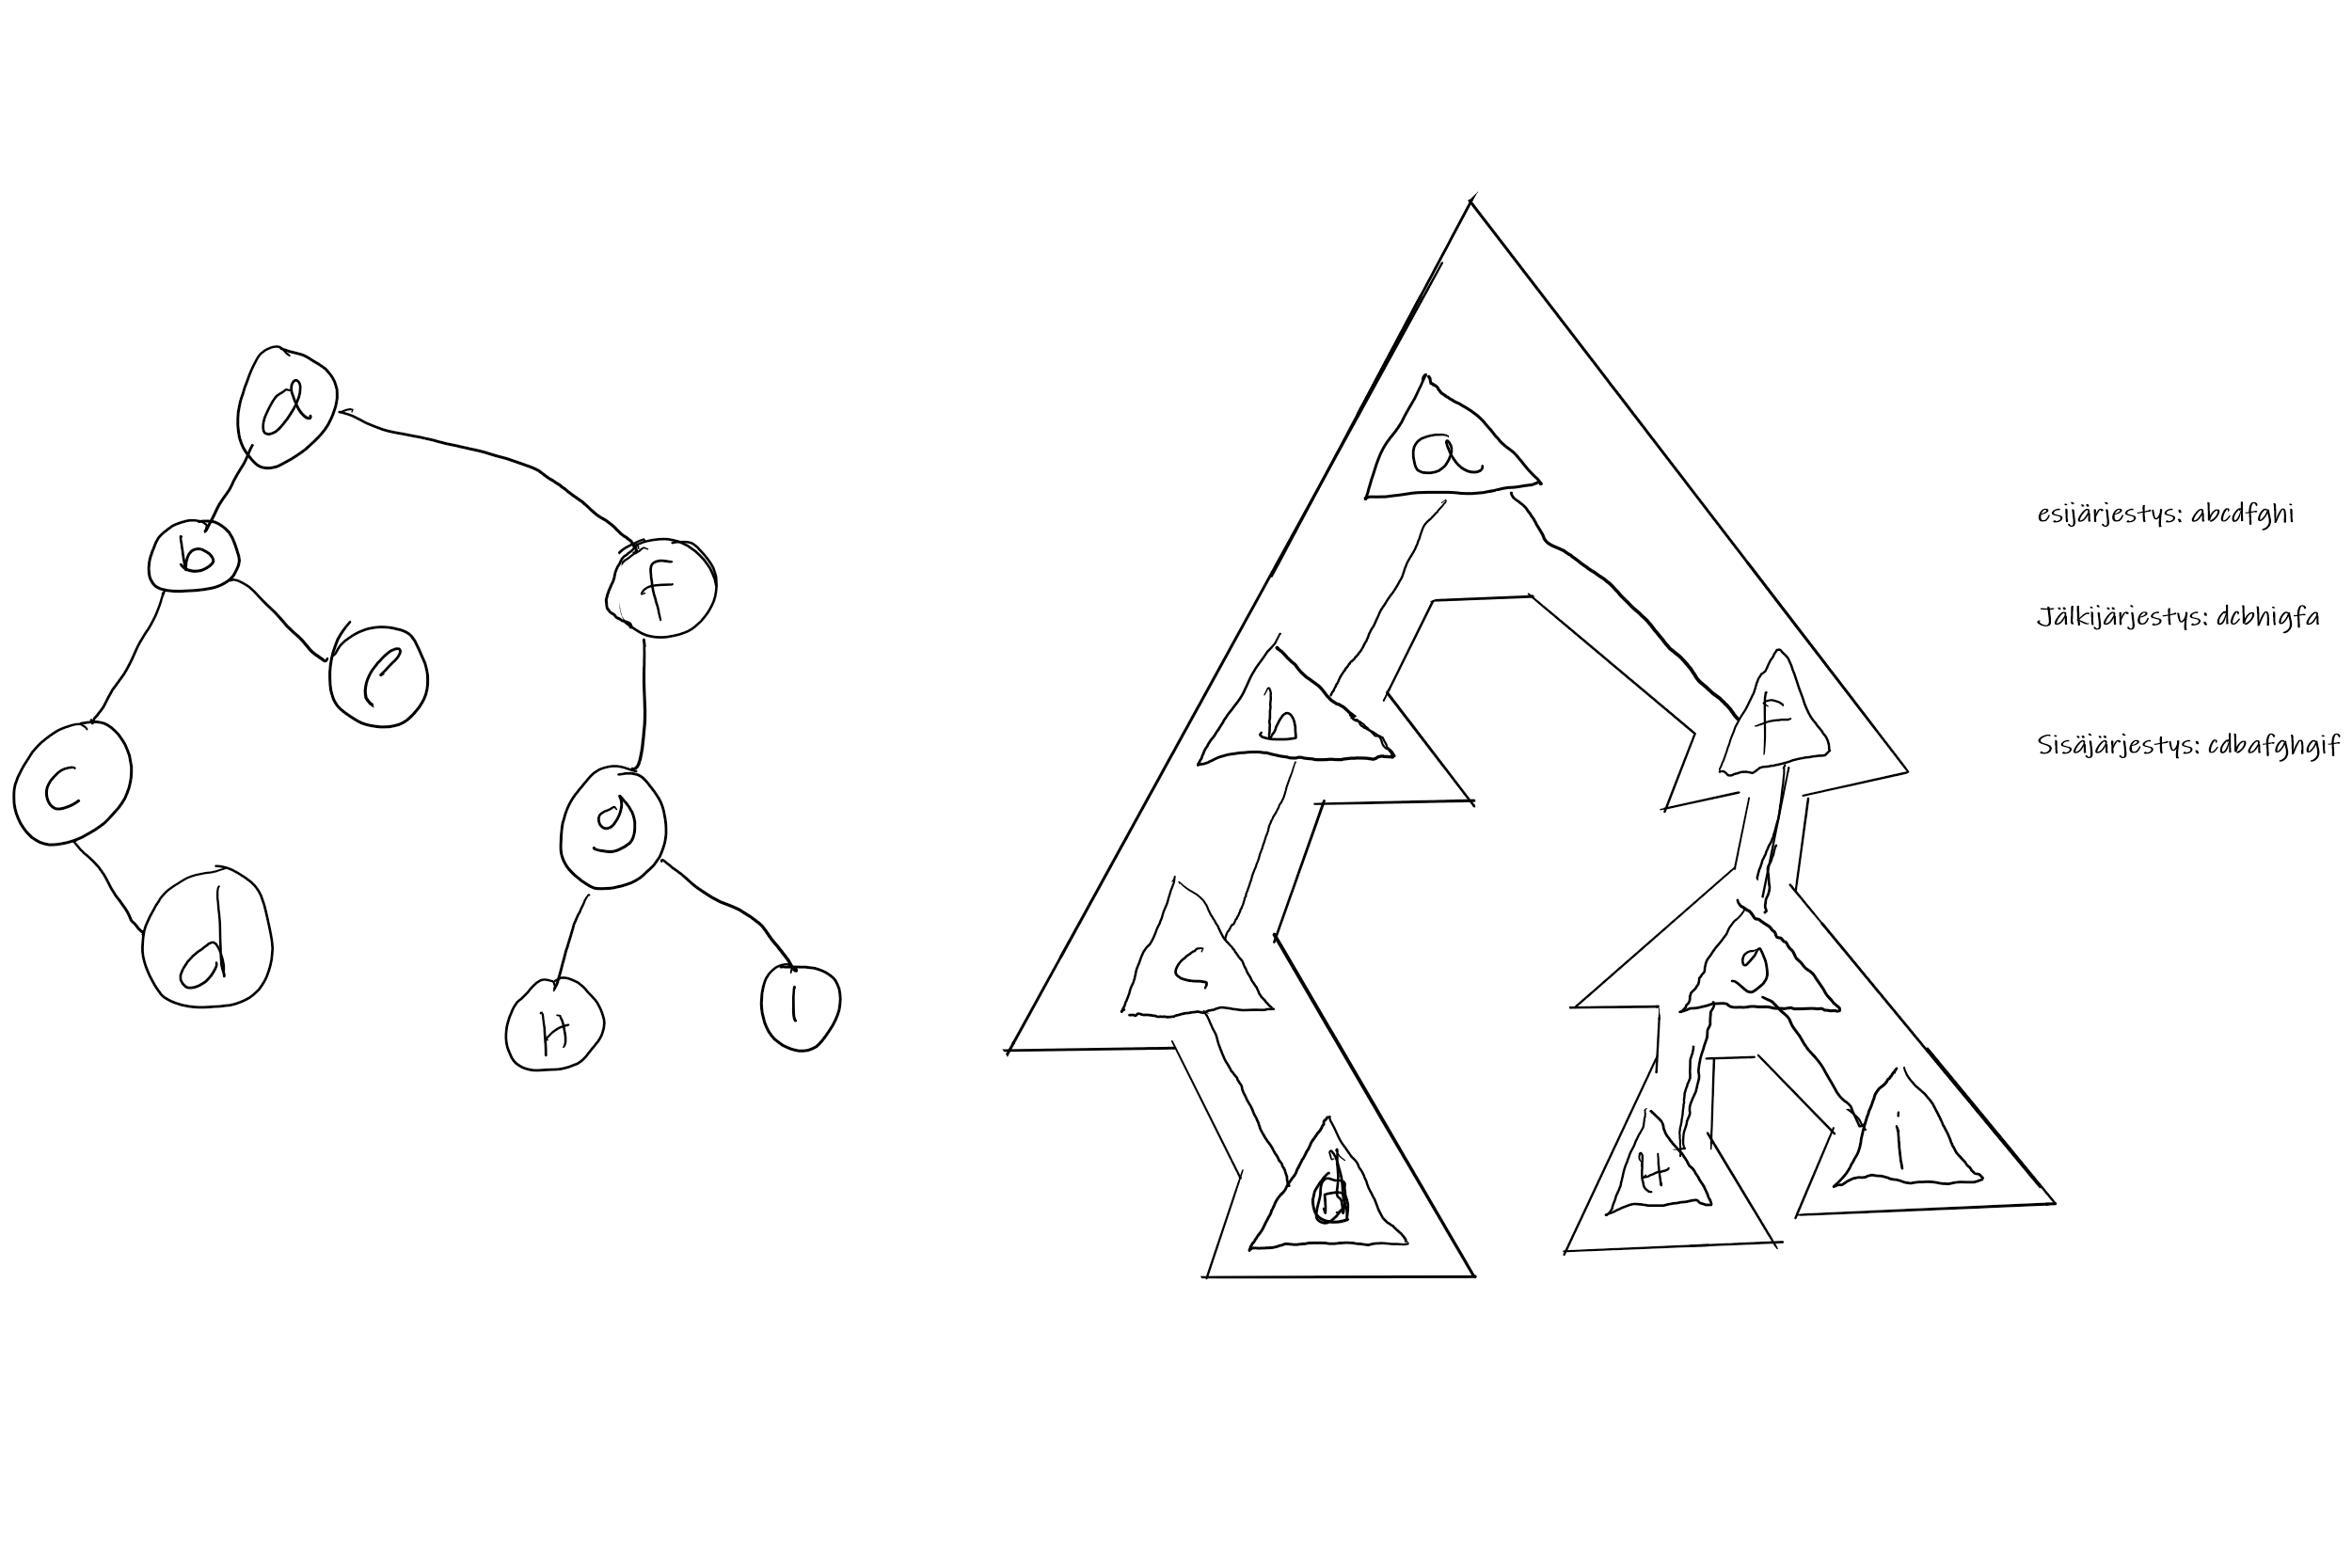 a
b
f
e
c
g
d
H
i
a
b
f
c
g
d
H
i
esijärjestys: abcdfghi
Jälkijärjestys: dcbhigfa
Sisäjärjestys: cdbafghgif